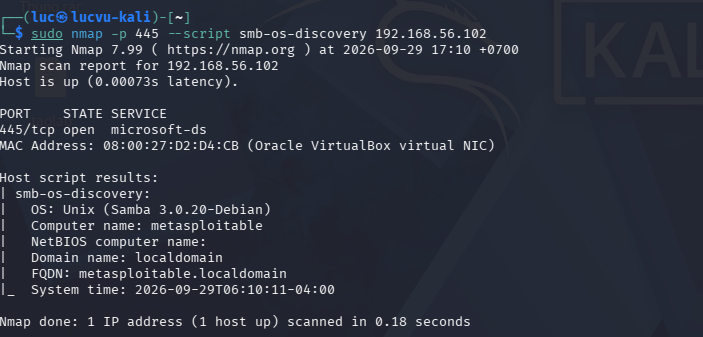 ┌──(luc㉿lucvu-kali)-[~]
└─$ sudo nmap -p 445 --script smb-os-discovery 192.168.56.102
Starting Nmap 7.99 ( https://nmap.org ) at 2026-09-29 17:10 +0700
Nmap scan report for 192.168.56.102
Host is up (0.00073s latency).

PORT    STATE SERVICE
445/tcp open  microsoft-ds
MAC Address: 08:00:27:D2:D4:CB (Oracle VirtualBox virtual NIC)

Host script results:
| smb-os-discovery:
|   OS: Unix (Samba 3.0.20-Debian)
|   Computer name: metasploitable
|   NetBIOS computer name:
|   Domain name: localdomain
|   FQDN: metasploitable.localdomain
|_  System time: 2026-09-29T06:10:11-04:00

Nmap done: 1 IP address (1 host up) scanned in 0.18 seconds
KAL